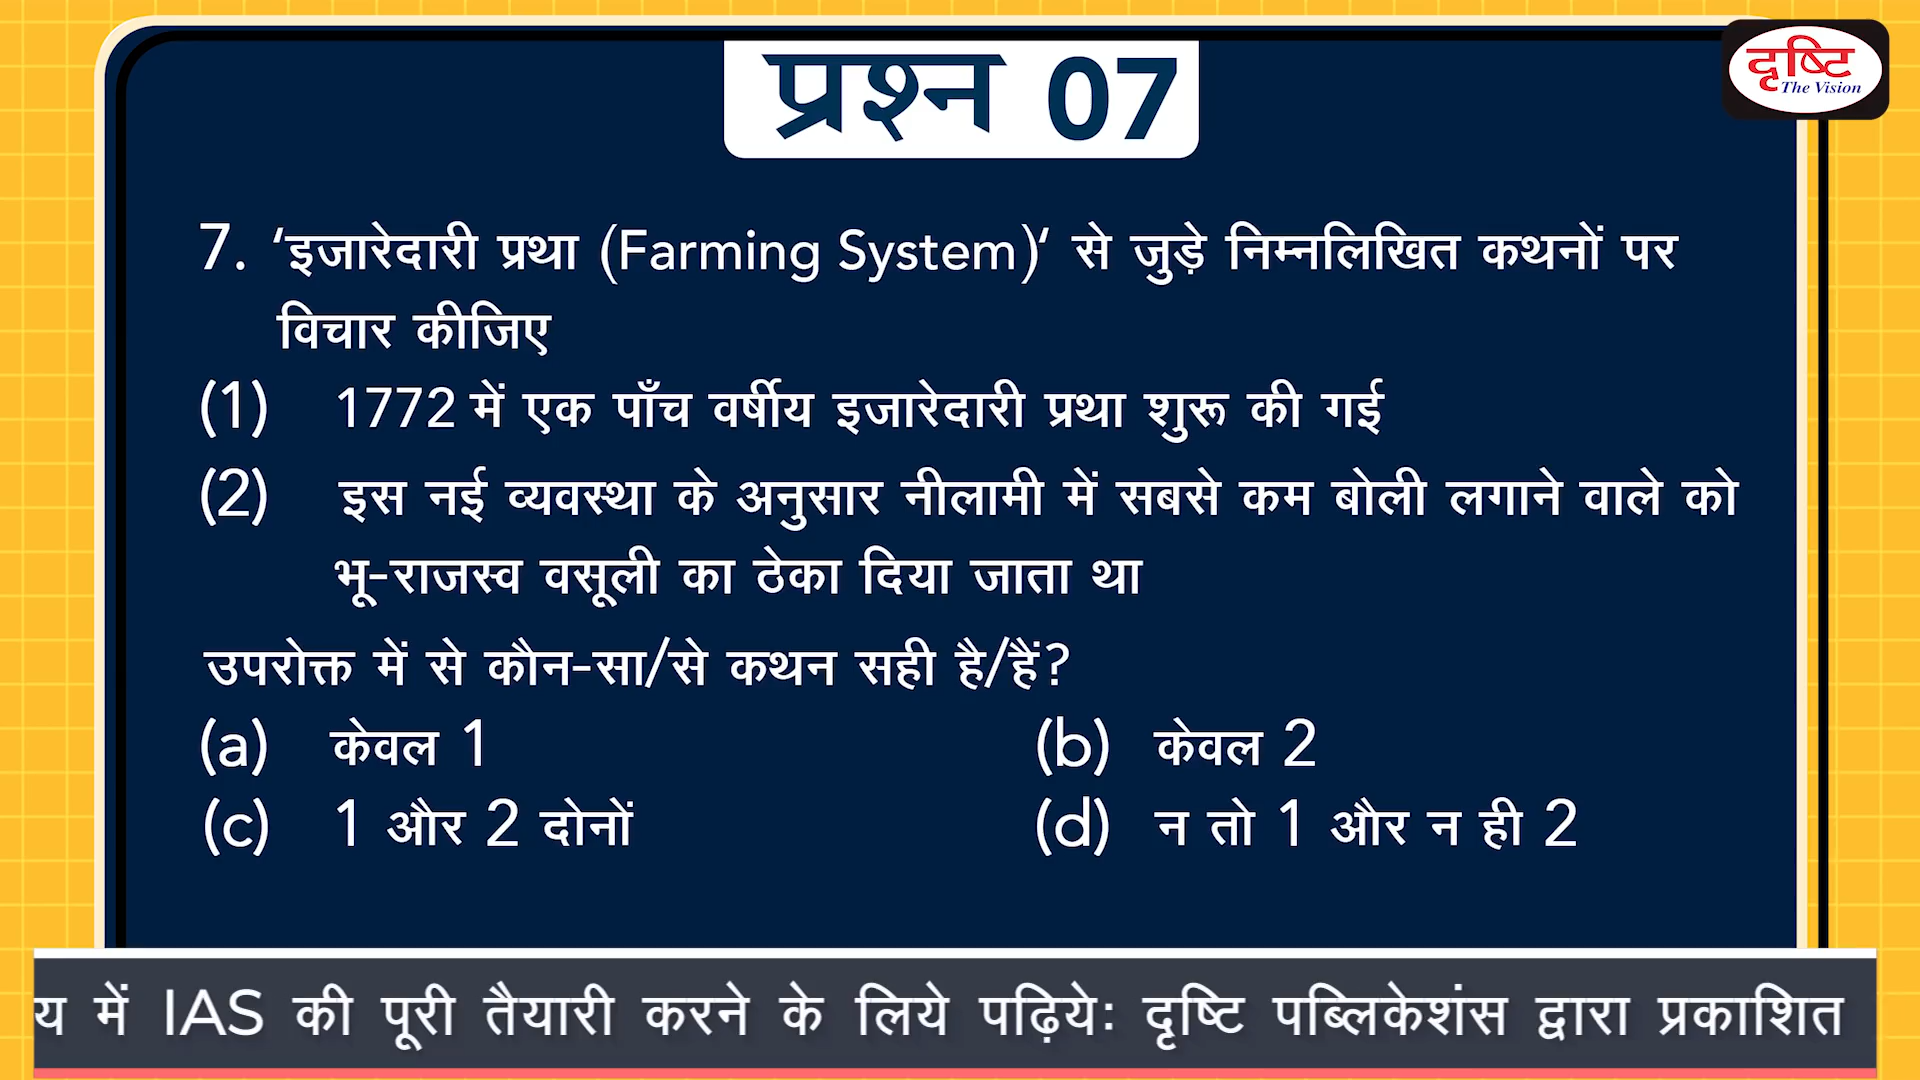 प्रश्न 07
दृष्टि
The Vision
7. ‘इजारेदारी प्रथा (Farming System)‘ से जुड़े निम्नलिखित कथनों पर
विचार कीजिए
(1) 1772 में एक पाँच वर्षीय इजारेदारी प्रथा शुरू की गई
(2) इस नई व्यवस्था के अनुसार नीलामी में सबसे कम बोली लगाने वाले को
भू-राजस्व वसूली का ठेका दिया जाता था
उपरोक्त में से कौन-सा/से कथन सही है/हैं?
(a) केवल 1 (b) केवल 2
(c) 1 और 2 दोनों (d) न तो 1 और न ही 2
य में IAS की पूरी तैयारी करने के लिये पढ़िये: दृष्टि पब्लिकेशंस द्वारा प्रकाशित